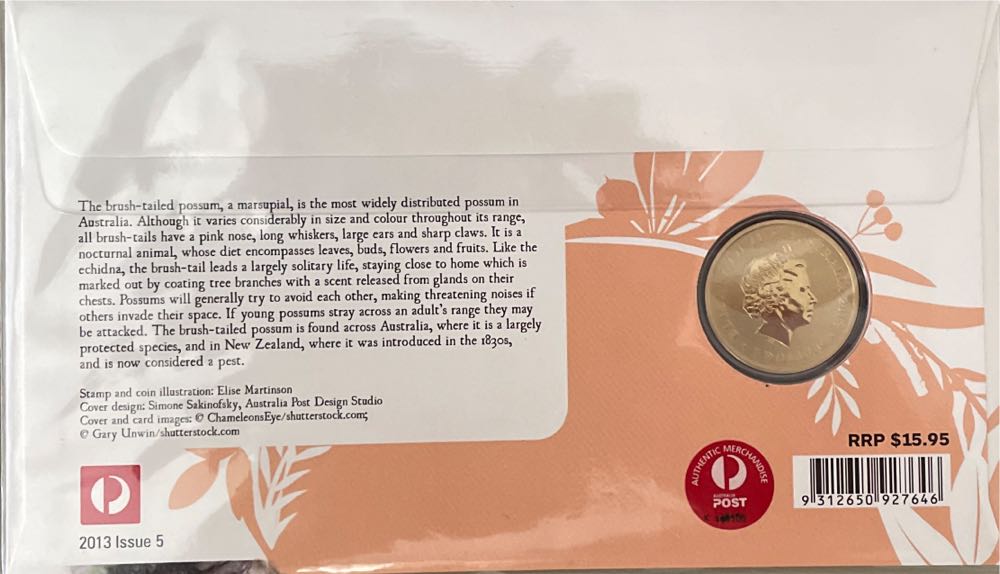 The brush-tailed possum, a marsupial, is the most widely distributed possum in
Australia. Although it varies considerably in size and colour throughout its range,
all brush-tails have a pink nose, long whiskers, large ears and sharp claws. It is a
nocturnal animal, whose diet encompasses leaves, buds, flowers and fruits. Like the
echidna, the brush-tail leads a largely solitary life, staying close to home which is
marked out by coating tree branches with a scent released from glands on their
chests. Possums will generally try to avoid each other, making threatening noises if
others invade their space. If young possums stray across an adult's range they may
be attacked. The brush-tailed possum is found across Australia, where it is a largely
protected species, and in New Zealand, where it was introduced in the 1830s,
and is now considered a pest.
Stamp and coin illustration: Elise Martinson
Cover design: Simone Sakinofsky, Australia Post Design Studio
Cover and card images: © ChameleonsEye/shutterstock.com;
© Gary Unwin/shutterstock.com
2013 Issue 5
AUTHENTIC MERCHANDISE
AUSTRALIA
POST
RRP $15.95
9 312650 927646